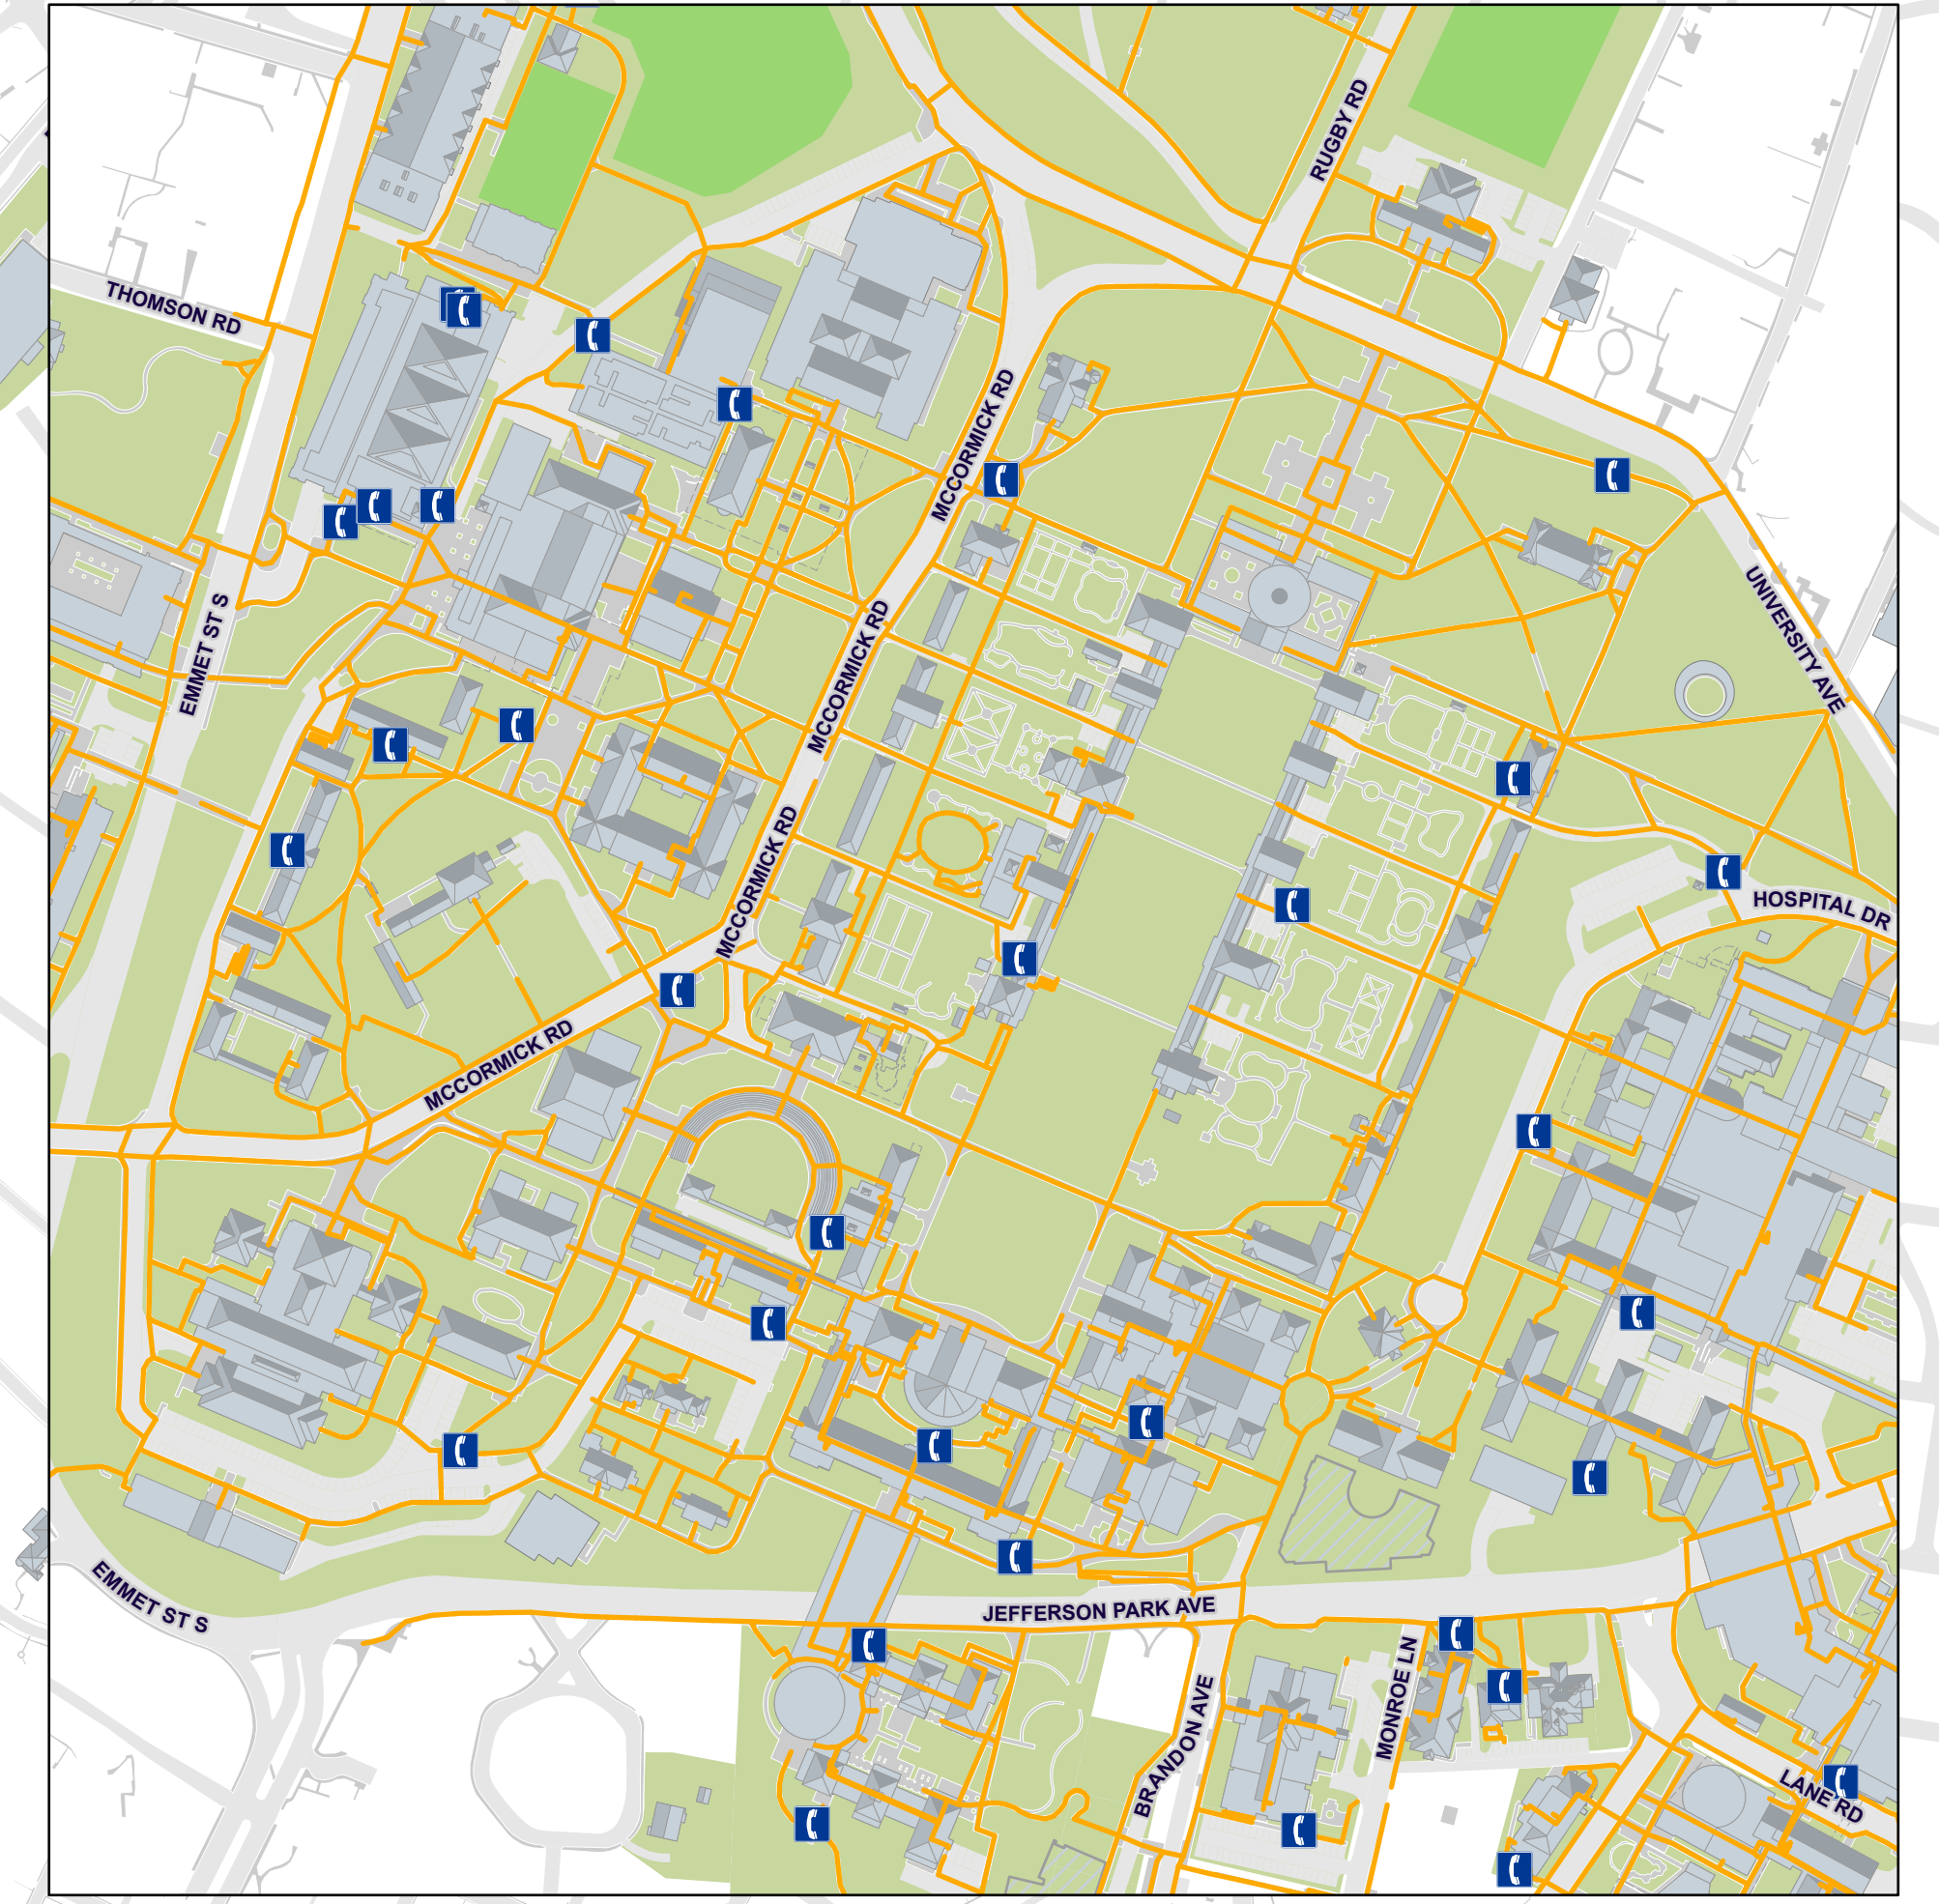 RUGBY RD
THOMSON RD
MCCORMICK RD
UNIVERSITY AVE
EMMET ST S
MCCORMICK RD
MCCORMICK RD
HOSPITAL DR
MCCORMICK RD
EMMET ST S
JEFFERSON PARK AVE
BRANDON AVE
MONROE LN
LANE RD